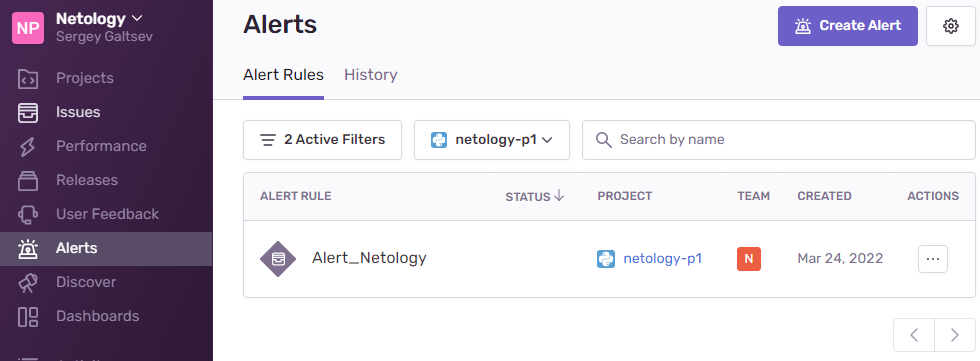 NP
Netology
Sergey Galtsev
Projects
Issues
Performance
Releases
User Feedback
Alerts
Discover
Dashboards
Alerts
Create Alert
Alert Rules
History
2 Active Filters
netology-p1
Search by name
ALERT RULE
STATUS
PROJECT
TEAM
CREATED
ACTIONS
Alert_Netology
netology-p1
N
Mar 24, 2022